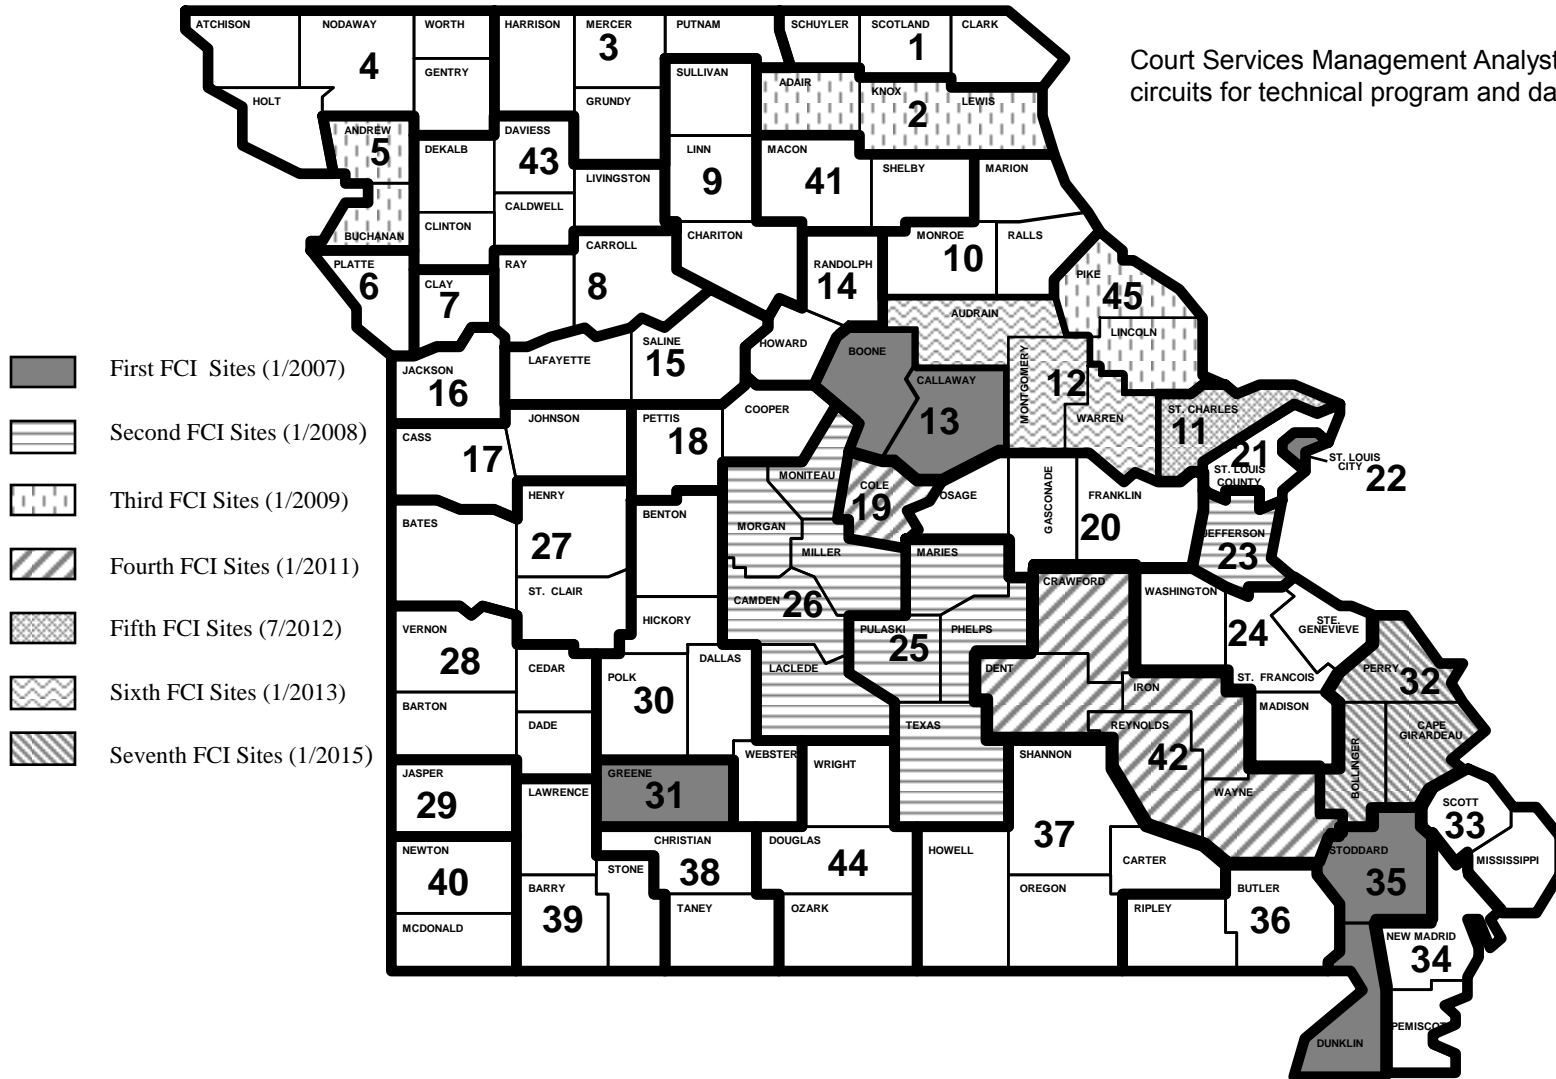 ATCHISON
NODAWAY
WORTH
HARRISON
MERCER
PUTNAM
SCHUYLER
SCOTLAND
CLARK
4
3
1
Court Services Management Analyst
circuits for technical program and da
GENTRY
SULLIVAN
ADAIR
KNOX
LEWIS
HOLT
GRUNDY
2
ANDREW
5
DEKALB
DAVIESS
43
LINN
9
MACON
41
SHELBY
MARION
LIVINGSTON
CALDWELL
BUCHANAN
CLINTON
CARROLL
CHARITON
MONROE
RALLS
10
PLATTE
6
CLAY
7
RAY
8
RANDOLPH
14
PIKE
45
AUDRAIN
LINCOLN
SALINE
15
HOWARD
BOONE
LAFAYETTE
First FCI Sites (1/2007)
JACKSON
16
CALLAWAY
13
MONTGOMERY
12
WARREN
ST. CHARLES
11
JOHNSON
PETTIS
18
COOPER
Second FCI Sites (1/2008)
CASS
17
21
ST. LOUIS
COUNTY
ST. LOUIS
CITY
22
MONITEAU
COLE
19
OSAGE
GASCONADE
FRANKLIN
20
Third FCI Sites (1/2009)
HENRY
27
BENTON
BATES
MORGAN
MILLER
MARIES
JEFFERSON
23
Fourth FCI Sites (1/2011)
ST. CLAIR
CAMDEN
26
CRAWFORD
WASHINGTON
Fifth FCI Sites (7/2012)
VERNON
28
HICKORY
PULASKI
25
PHELPS
24
STE.
GENEVIEVE
CEDAR
POLK
30
DALLAS
LACLEDE
DENT
IRON
ST. FRANCOIS
PERRY
32
Sixth FCI Sites (1/2013)
BARTON
DADE
TEXAS
REYNOLDS
42
MADISON
CAPE
GIRARDEAU
BOLLINGER
Seventh FCI Sites (1/2015)
JASPER
29
LAWRENCE
GREENE
31
WEBSTER
WRIGHT
SHANNON
WAYNE
SCOTT
33
NEWTON
40
CHRISTIAN
38
DOUGLAS
44
HOWELL
37
CARTER
STODDARD
35
MISSISSIPPI
STONE
BARRY
39
OREGON
BUTLER
36
MCDONALD
TANEY
OZARK
RIPLEY
NEW MADRID
34
PEMISCOT
DUNKLIN